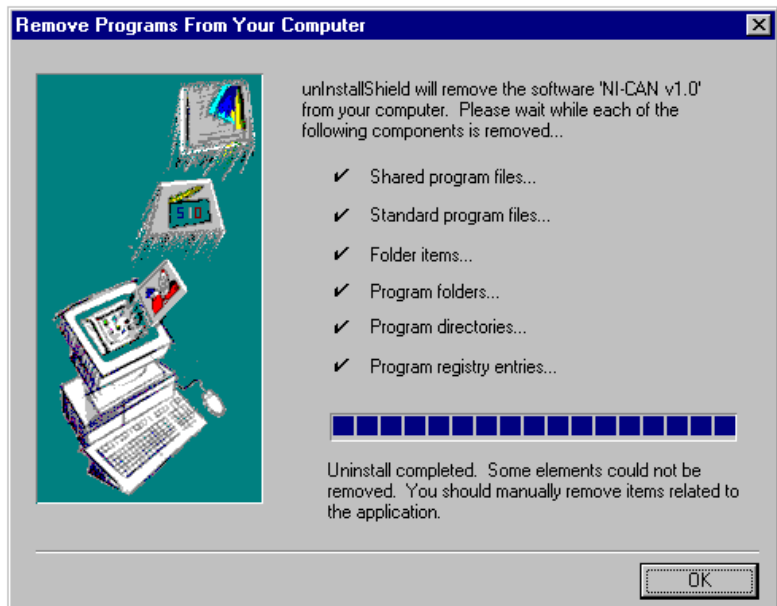 Remove Programs From Your Computer
unInstallShield will remove the software 'NI-CAN v1.0'
from your computer. Please wait while each of the
following components is removed...
✔ Shared program files...
✔ Standard program files...
✔ Folder items...
✔ Program folders...
✔ Program directories...
✔ Program registry entries...
Uninstall completed. Some elements could not be
removed. You should manually remove items related to
the application.
OK